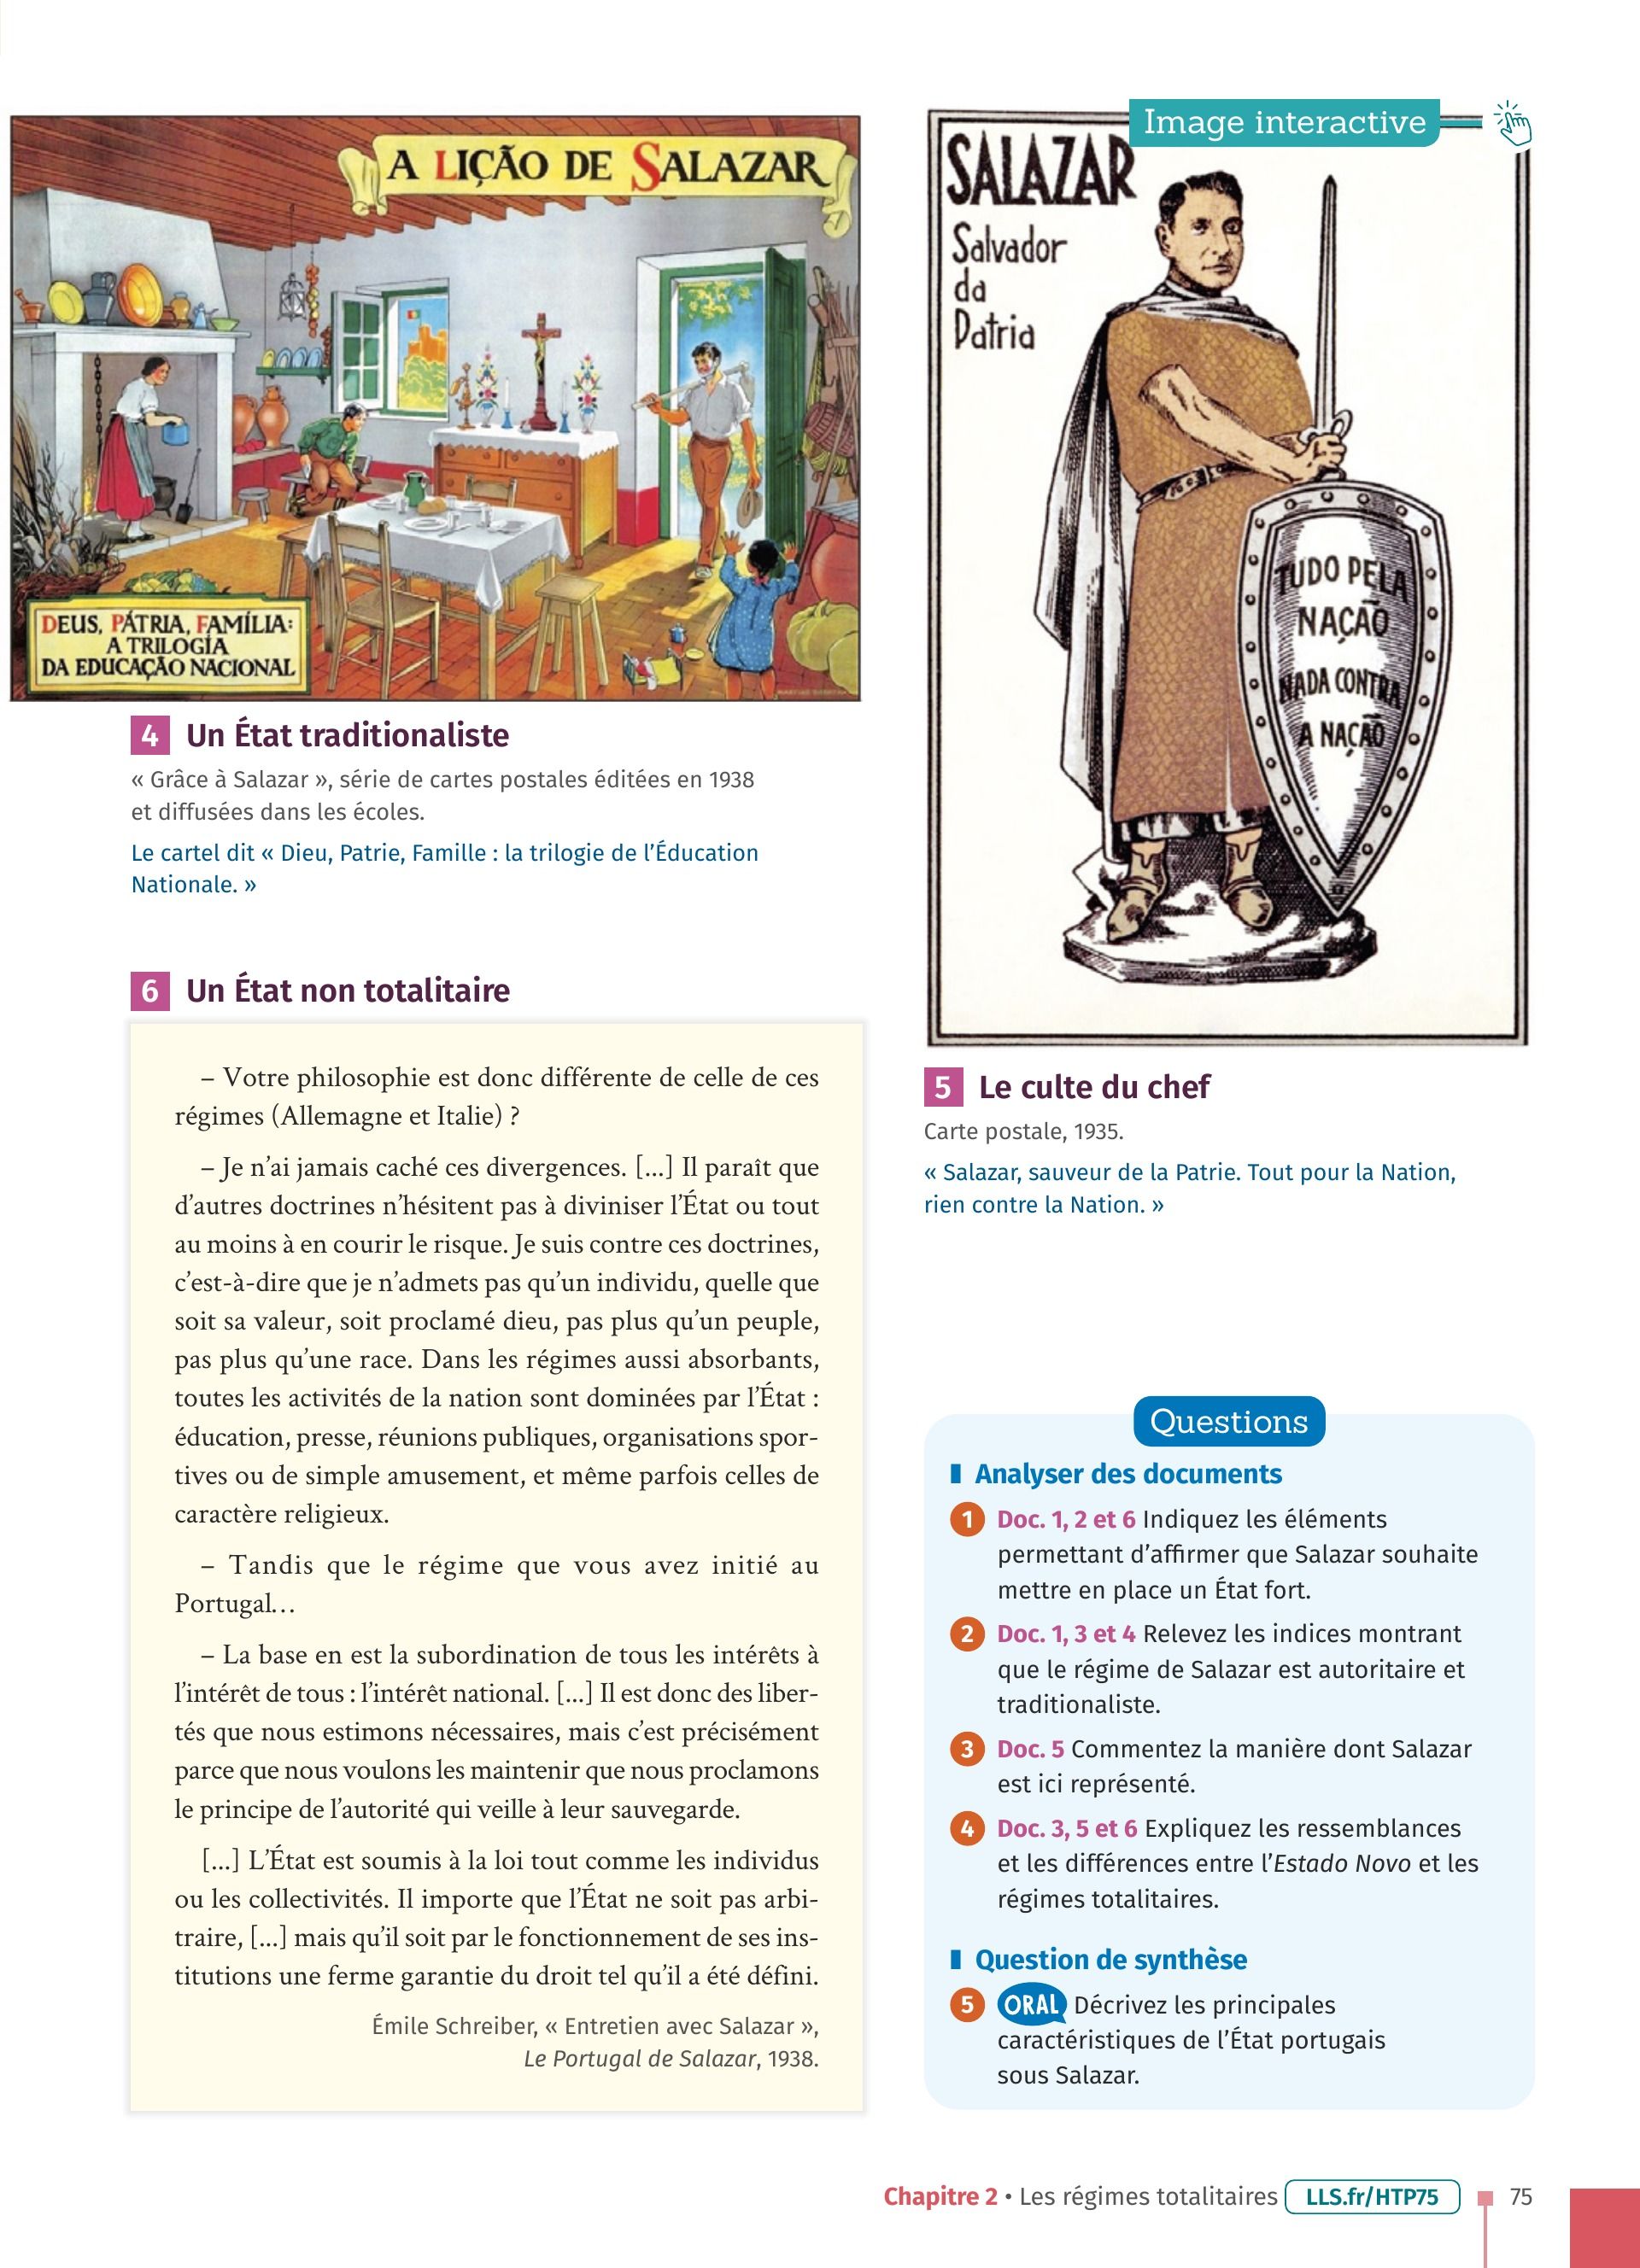 A LIÇÃO DE SALAZAR
DEUS, PÁTRIA, FAMÍLIA:
A TRILOGIA
DA EDUCAÇÃO NACIONAL
4 Un État traditionaliste
« Grâce à Salazar », série de cartes postales éditées en 1938
et diffusées dans les écoles.
Le cartel dit « Dieu, Patrie, Famille : la trilogie de l’Éducation
Nationale. »
6 Un État non totalitaire
– Votre philosophie est donc différente de celle de ces
régimes (Allemagne et Italie) ?
– Je n’ai jamais caché ces divergences. [...] Il paraît que
d’autres doctrines n’hésitent pas à diviniser l’État ou tout
au moins à en courir le risque. Je suis contre ces doctrines,
c’est-à-dire que je n’admets pas qu’un individu, quelle que
soit sa valeur, soit proclamé dieu, pas plus qu’un peuple,
pas plus qu’une race. Dans les régimes aussi absorbants,
toutes les activités de la nation sont dominées par l’État :
éducation, presse, réunions publiques, organisations spor-
tives ou de simple amusement, et même parfois celles de
caractère religieux.
– Tandis que le régime que vous avez initié au
Portugal…
– La base en est la subordination de tous les intérêts à
l’intérêt de tous : l’intérêt national. [...] Il est donc des liber-
tés que nous estimons nécessaires, mais c’est précisément
parce que nous voulons les maintenir que nous proclamons
le principe de l’autorité qui veille à leur sauvegarde.
[...] L’État est soumis à la loi tout comme les individus
ou les collectivités. Il importe que l’État ne soit pas arbi-
traire, [...] mais qu’il soit par le fonctionnement de ses ins-
titutions une ferme garantie du droit tel qu’il a été défini.
Émile Schreiber, « Entretien avec Salazar »,
Le Portugal de Salazar, 1938.
Image interactive
SALAZAR
Salvador
da
Patria
TUDO PELA
NAÇÃO
NADA CONTRA
A NAÇÃO
5 Le culte du chef
Carte postale, 1935.
« Salazar, sauveur de la Patrie. Tout pour la Nation,
rien contre la Nation. »
Questions
Analyser des documents
1 Doc. 1, 2 et 6 Indiquez les éléments
permettant d’affirmer que Salazar souhaite
mettre en place un État fort.
2 Doc. 1, 3 et 4 Relevez les indices montrant
que le régime de Salazar est autoritaire et
traditionaliste.
3 Doc. 5 Commentez la manière dont Salazar
est ici représenté.
4 Doc. 3, 5 et 6 Expliquez les ressemblances
et les différences entre l’Estado Novo et les
régimes totalitaires.
Question de synthèse
5 ORAL Décrivez les principales
caractéristiques de l’État portugais
sous Salazar.
Chapitre 2 • Les régimes totalitaires LLS.fr/HTP75 75